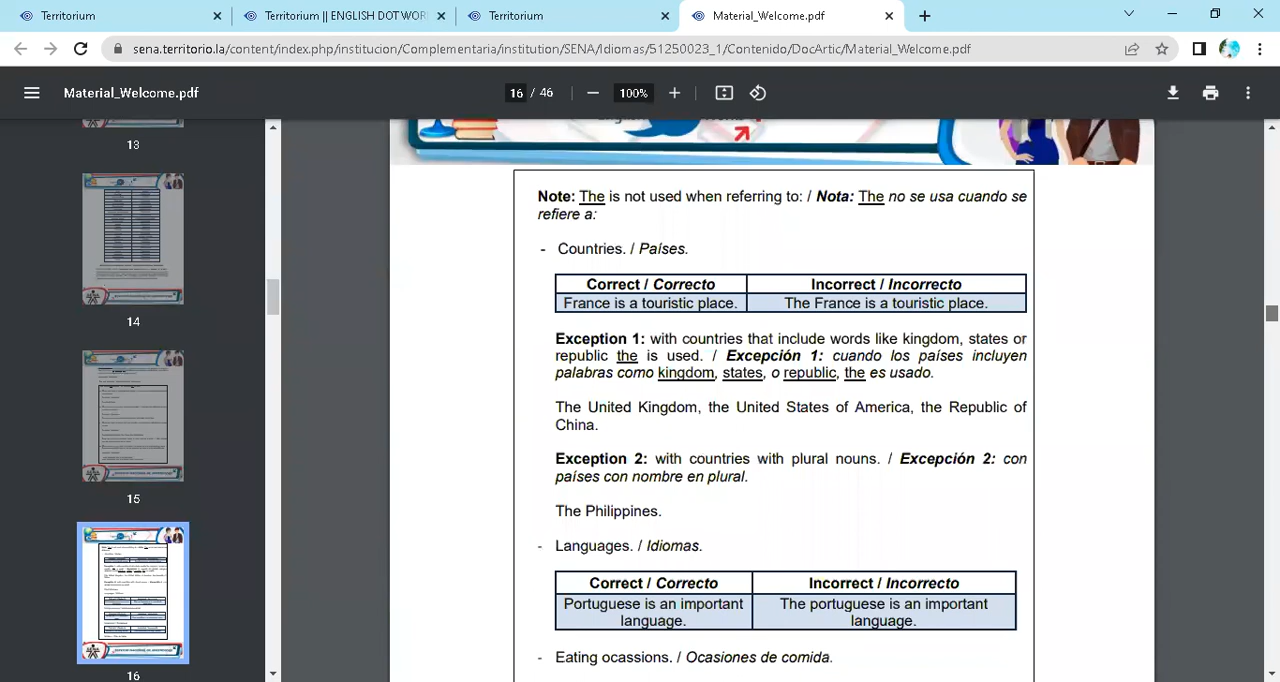 Territorium
Territorium || ENGLISH DOT WOR
Territorium
Material_Welcome.pdf
sena.territorio.la/content/index.php/institucion/Complementaria/institution/SENA/Idiomas/51250023_1/Contenido/DocArtic/Material_Welcome.pdf
Material_Welcome.pdf
16 / 46
100%
13
14
15
16
Note: The is not used when referring to: / Nota: The no se usa cuando se
refiere a:
- Countries. / Países.
Correct / Correcto Incorrect / Incorrecto
France is a touristic place. The France is a touristic place.
Exception 1: with countries that include words like kingdom, states or
republic the is used. / Excepción 1: cuando los países incluyen
palabras como kingdom, states, o republic, the es usado.
The United Kingdom, the United States of America, the Republic of
China.
Exception 2: with countries with plural nouns. / Excepción 2: con
países con nombre en plural.
The Philippines.
- Languages. / Idiomas.
Correct / Correcto Incorrect / Incorrecto
Portuguese is an important The portuguese is an important
language. language.
- Eating ocassions. / Ocasiones de comida.